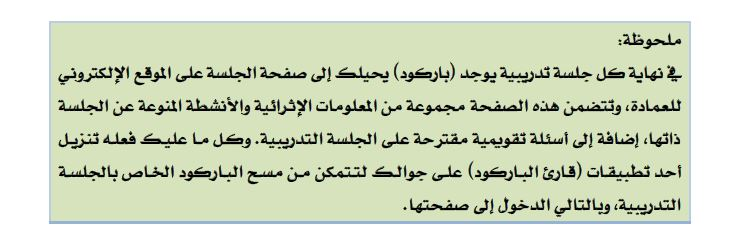 ملحوظة:
في نهاية كل جلسة تدريبية يوجد (باركود) يحيلك إلى صفحة الجلسة على الموقع الإلكتروني
للعمادة، وتتضمن هذه الصفحة مجموعة من المعلومات الإثرائية والأنشطة المنوعة عن الجلسة
ذاتها، إضافة إلى أسئلة تقويمية مقترحة على الجلسة التدريبية. وكل ما عليك فعله تنزيل
أحد تطبيقات (قارئ الباركود) على جوالك لتتمكن من مسح الباركود الخاص بالجلسة
التدريبية، وبالتالي الدخول إلى صفحتها.